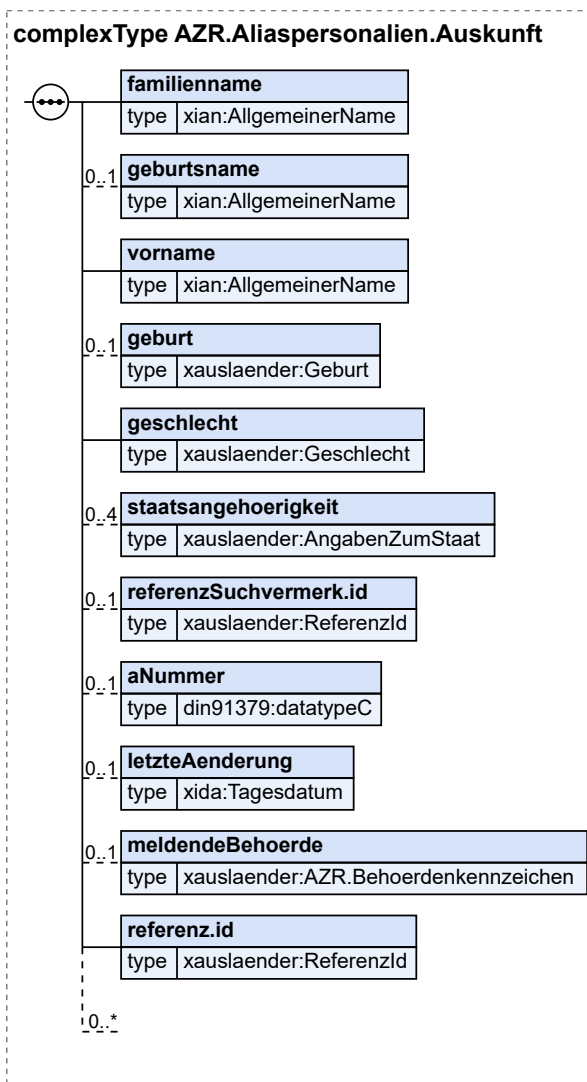 complexType AZR.Aliaspersonalien.Auskunft
familienname
type xian:AllgemeinerName
0..1 geburtsname
type xian:AllgemeinerName
vorname
type xian:AllgemeinerName
0..1 geburt
type xauslaender:Geburt
geschlecht
type xauslaender:Geschlecht
0..4 staatsangehoerigkeit
type xauslaender:AngabenZumStaat
0..1 referenzSuchvermerk.id
type xauslaender:ReferenzId
0..1 aNummer
type din91379:datatypeC
0..1 letzteAenderung
type xida:Tagesdatum
0..1 meldendeBehoerde
type xauslaender:AZR.Behoerdenkennzeichen
referenz.id
type xauslaender:ReferenzId
0..*